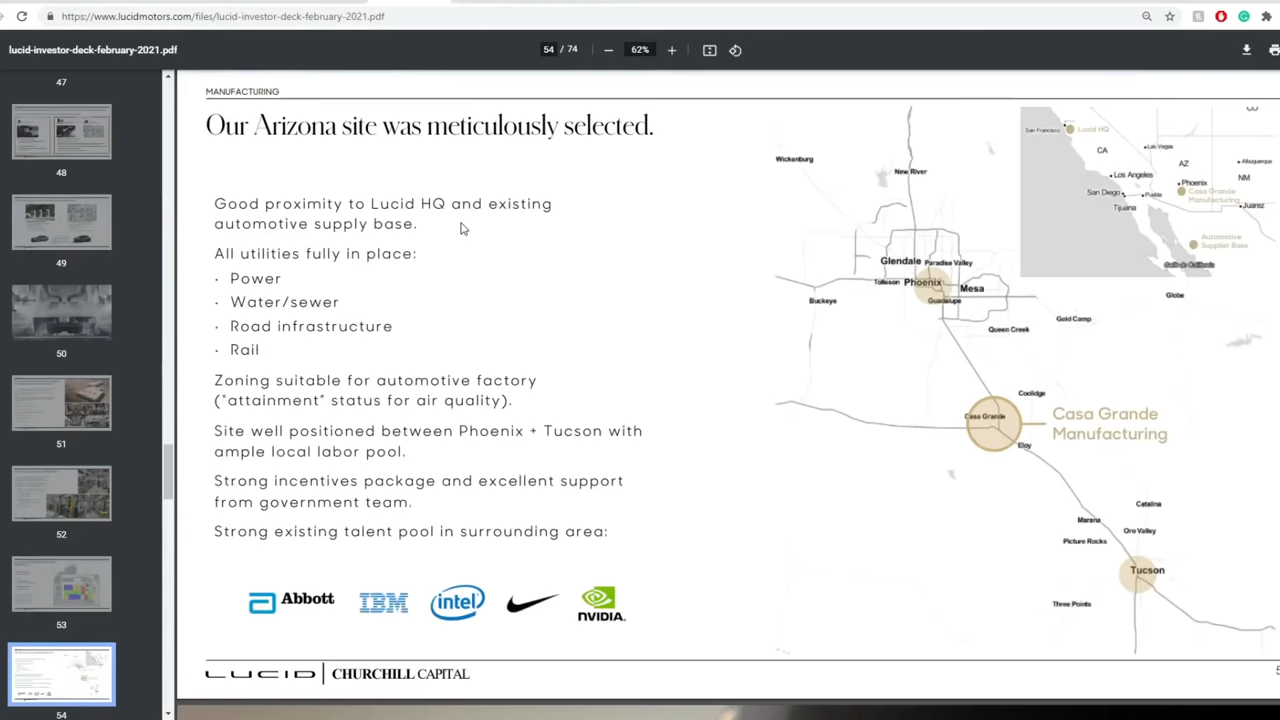 https://www.lucidmotors.com/files/lucid-investor-deck-february-2021.pdf
lucid-investor-deck-february-2021.pdf
54 / 74
62%
47
48
49
50
51
52
53
54
MANUFACTURING
Our Arizona site was meticulously selected.
Good proximity to Lucid HQ and existing
automotive supply base.
All utilities fully in place:
· Power
· Water/sewer
· Road infrastructure
· Rail
Zoning suitable for automotive factory
("attainment" status for air quality).
Site well positioned between Phoenix + Tucson with
ample local labor pool.
Strong incentives package and excellent support
from government team.
Strong existing talent pool in surrounding area:
Abbott
IBM
intel
NVIDIA.
LUCID
CHURCHILL CAPITAL
Wickenburg
New River
Glendale
Paradise Valley
Tolleson
Phoenix
Mesa
Buckeye
Guadalupe
Queen Creek
Gold Camp
Globe
Coolidge
Casa Grande
Eloy
Casa Grande
Manufacturing
Catalina
Marana
Oro Valley
Picture Rocks
Tucson
Three Points
CO
San Francisco
Lucid HQ
CA
Las Vegas
AZ
Albuquerque
Los Angeles
Phoenix
NM
San Diego
Casa Grande
Manufacturing
Tijuana
Juarez
Automotive
Supplier Base
Golfo de California